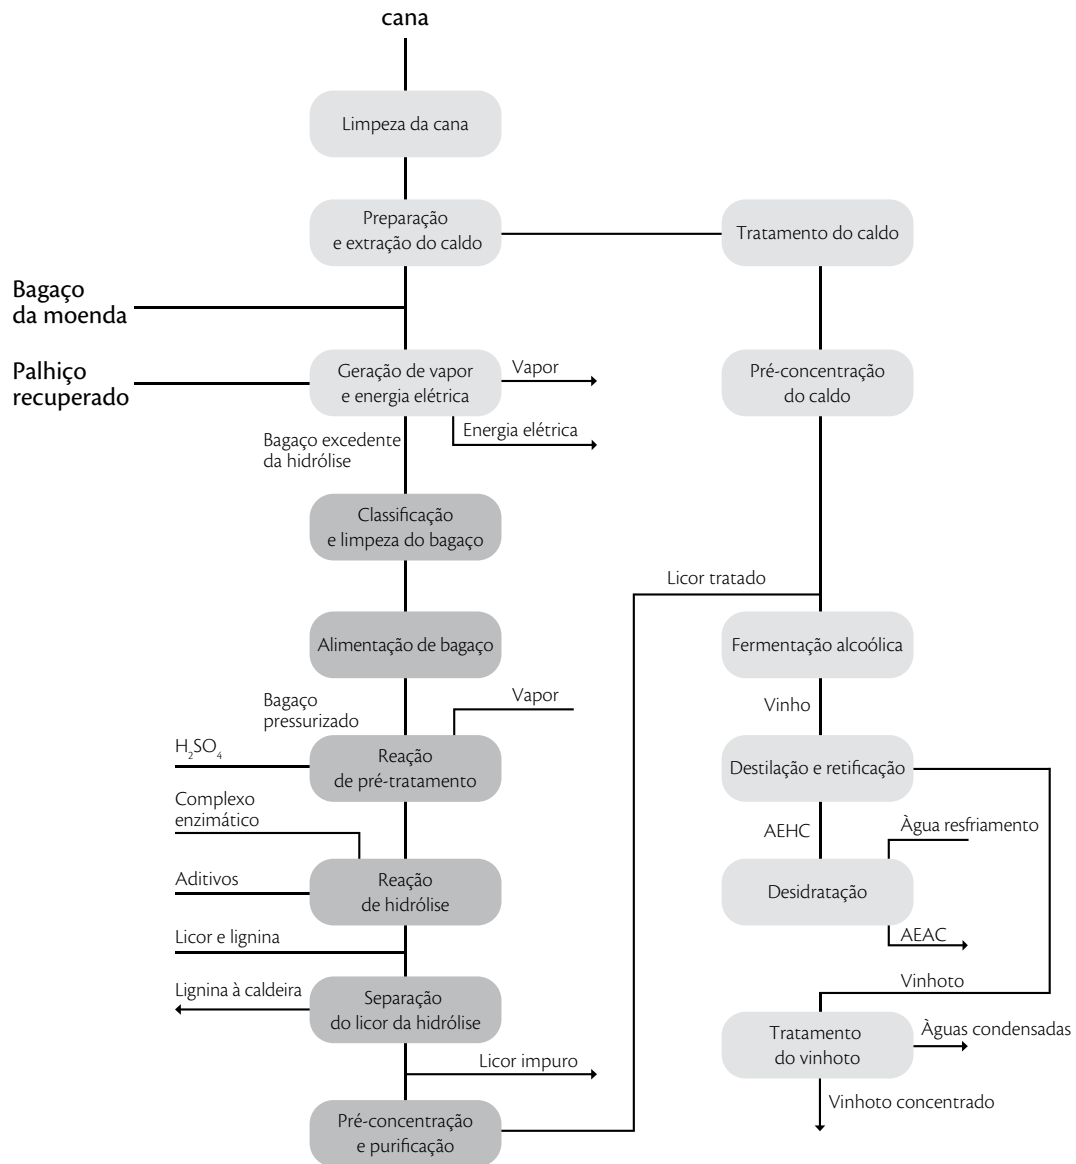 cana
Limpeza da cana
Preparação
e extração do caldo
Tratamento do caldo
Bagaço
da moenda
Palhiço
recuperado
Geração de vapor
e energia elétrica
Vapor
Energia elétrica
Pré-concentração
do caldo
Bagaço excedente
da hidrólise
Classificação
e limpeza do bagaço
Licor tratado
Alimentação de bagaço
Fermentação alcoólica
Bagaço
pressurizado
Vapor
Vinho
H₂SO₄
Reação
de pré-tratamento
Destilação e retificação
Complexo
enzimático
AEHC
Àgua resfriamento
Aditivos
Reação
de hidrólise
Desidratação
AEAC
Licor e lignina
Lignina à caldeira
Separação
do licor da hidrólise
Vinhoto
Tratamento
do vinhoto
Àguas condensadas
Licor impuro
Vinhoto concentrado
Pré-concentração
e purificação